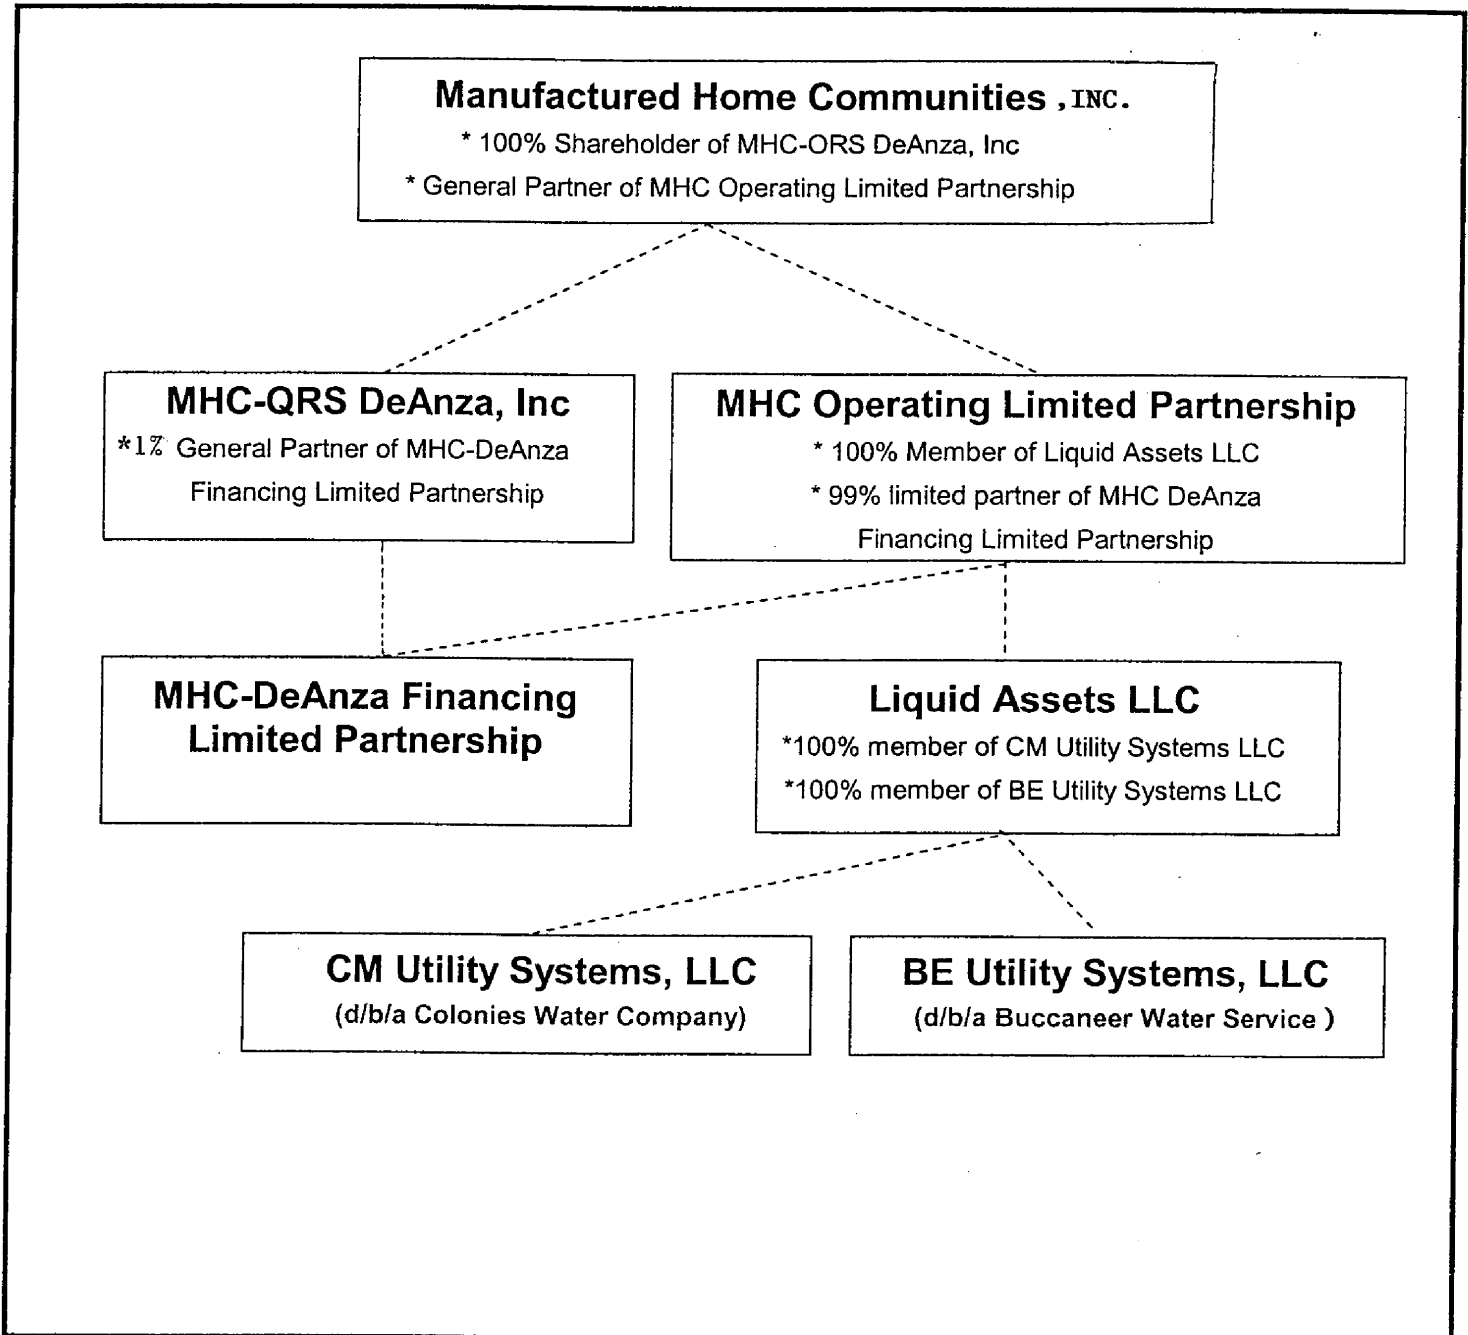 Manufactured Home Communities ,INC.
* 100% Shareholder of MHC-ORS DeAnza, Inc
* General Partner of MHC Operating Limited Partnership
MHC-QRS DeAnza, Inc
*1% General Partner of MHC-DeAnza
Financing Limited Partnership
MHC Operating Limited Partnership
* 100% Member of Liquid Assets LLC
* 99% limited partner of MHC DeAnza
Financing Limited Partnership
MHC-DeAnza Financing
Limited Partnership
Liquid Assets LLC
*100% member of CM Utility Systems LLC
*100% member of BE Utility Systems LLC
CM Utility Systems, LLC
(d/b/a Colonies Water Company)
BE Utility Systems, LLC
(d/b/a Buccaneer Water Service )